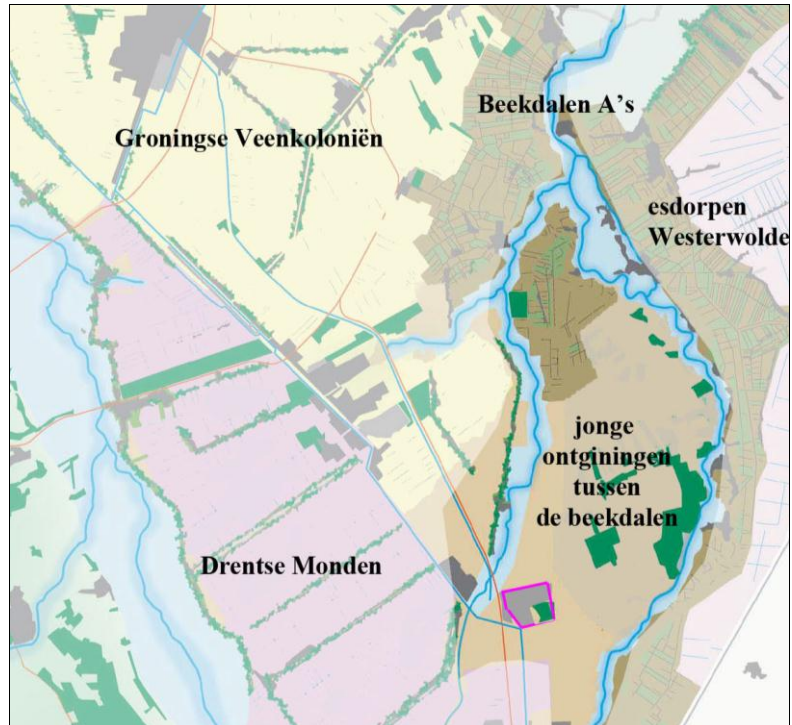 Beekdalen A's
Groningse Veenkoloniën
esdorpen
Westerwolde
jonge
ontginingen
tussen
de beekdalen
Drentse Monden